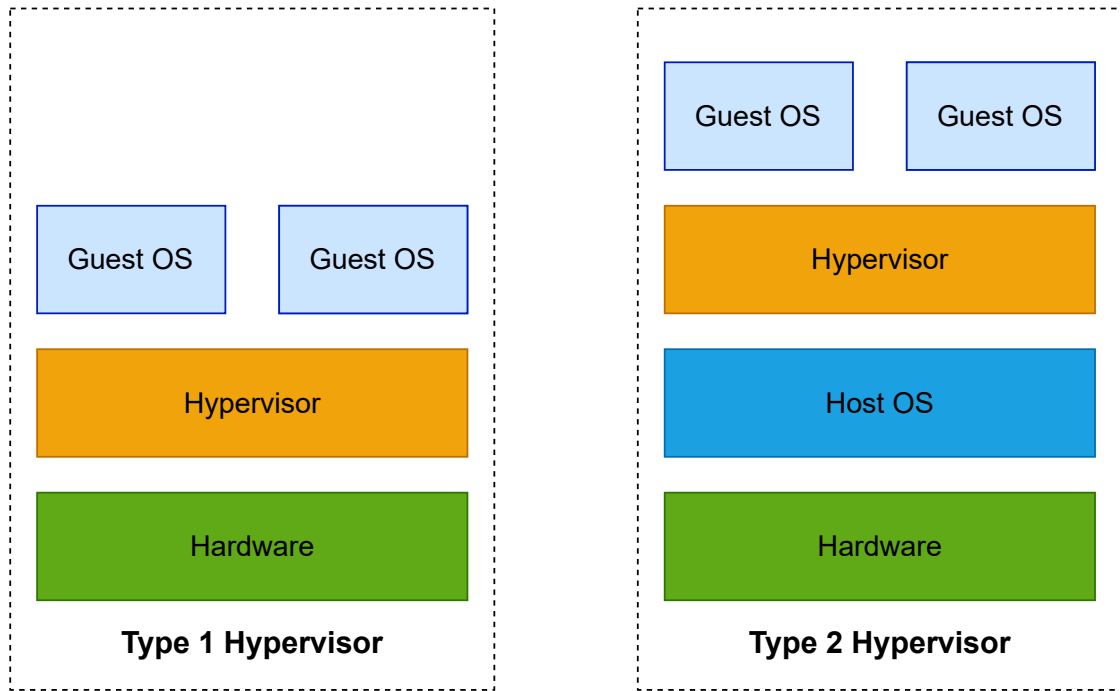 Guest OS
Guest OS
Hypervisor
Hardware
Type 1 Hypervisor
Guest OS
Guest OS
Hypervisor
Host OS
Hardware
Type 2 Hypervisor